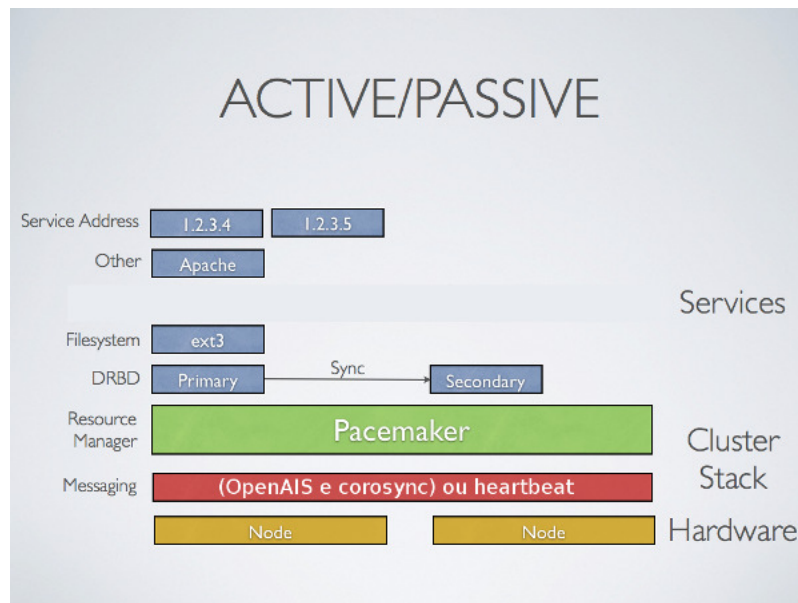 ACTIVE/PASSIVE
Service Address 1.2.3.4 1.2.3.5
Other Apache
Services
Filesystem ext3
DRBD Primary Sync Secondary
Resource
Manager
Pacemaker
Cluster
Stack
Messaging (OpenAIS e corosync) ou heartbeat
Node Node Hardware